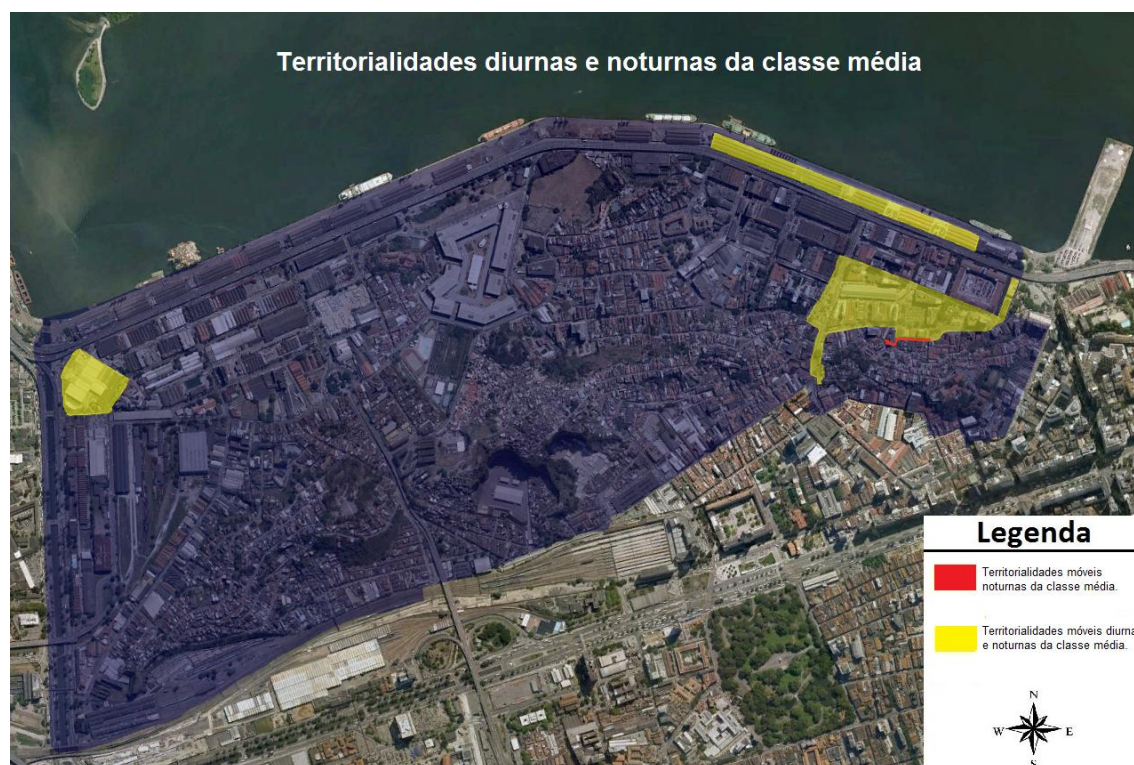 Territorialidades diurnas e noturnas da classe média
Legenda
Territorialidades móveis
noturnas da classe média.
Territorialidades móveis diurna
e noturnas da classe média.
N
W E
S